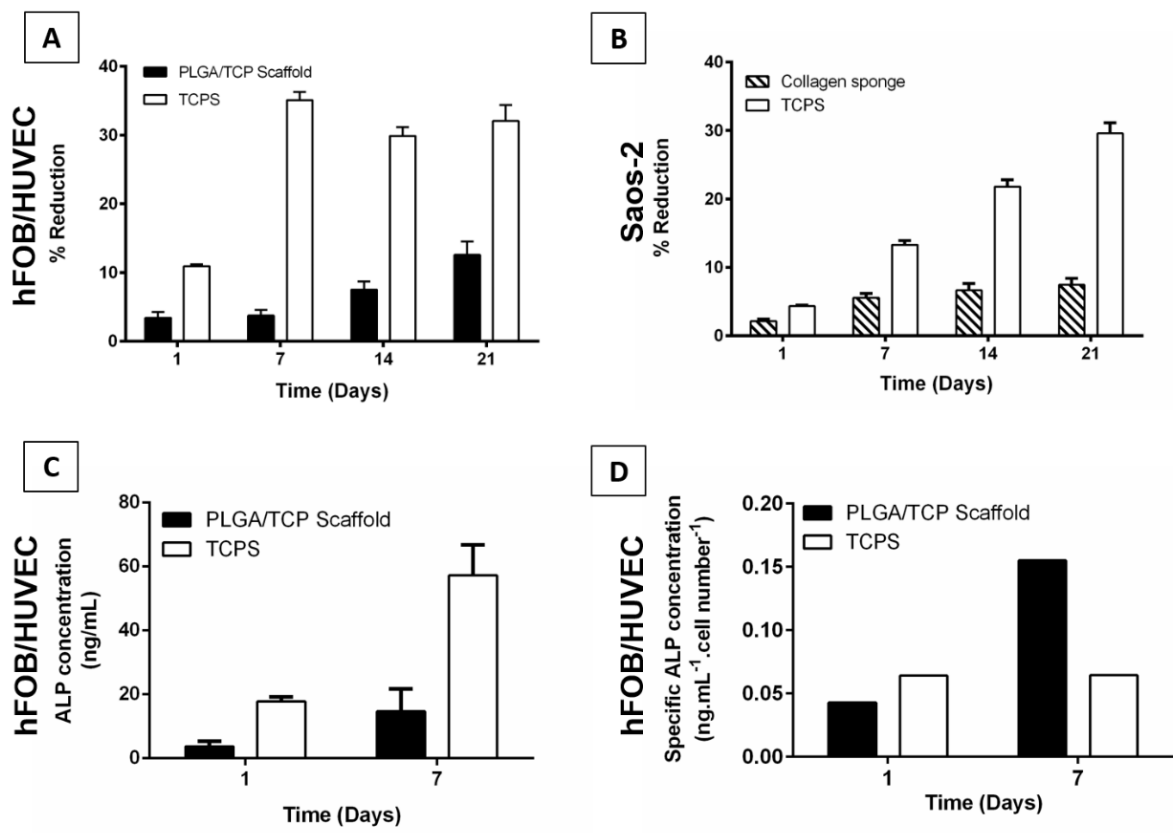 A
hFOB/HUVEC
% Reduction
40
30
20
10
0
PLGA/TCP Scaffold
TCPS
1 7 14 21
Time (Days)
B
Saos-2
% Reduction
40
30
20
10
0
Collagen sponge
TCPS
1 7 14 21
Time (Days)
C
hFOB/HUVEC
ALP concentration
(ng/mL)
80
60
40
20
0
PLGA/TCP Scaffold
TCPS
1 7
Time (Days)
D
hFOB/HUVEC
Specific ALP concentration
(ng.mL⁻¹.cell number⁻¹)
0.20
0.15
0.10
0.05
0.00
PLGA/TCP Scaffold
TCPS
1 7
Time (Days)